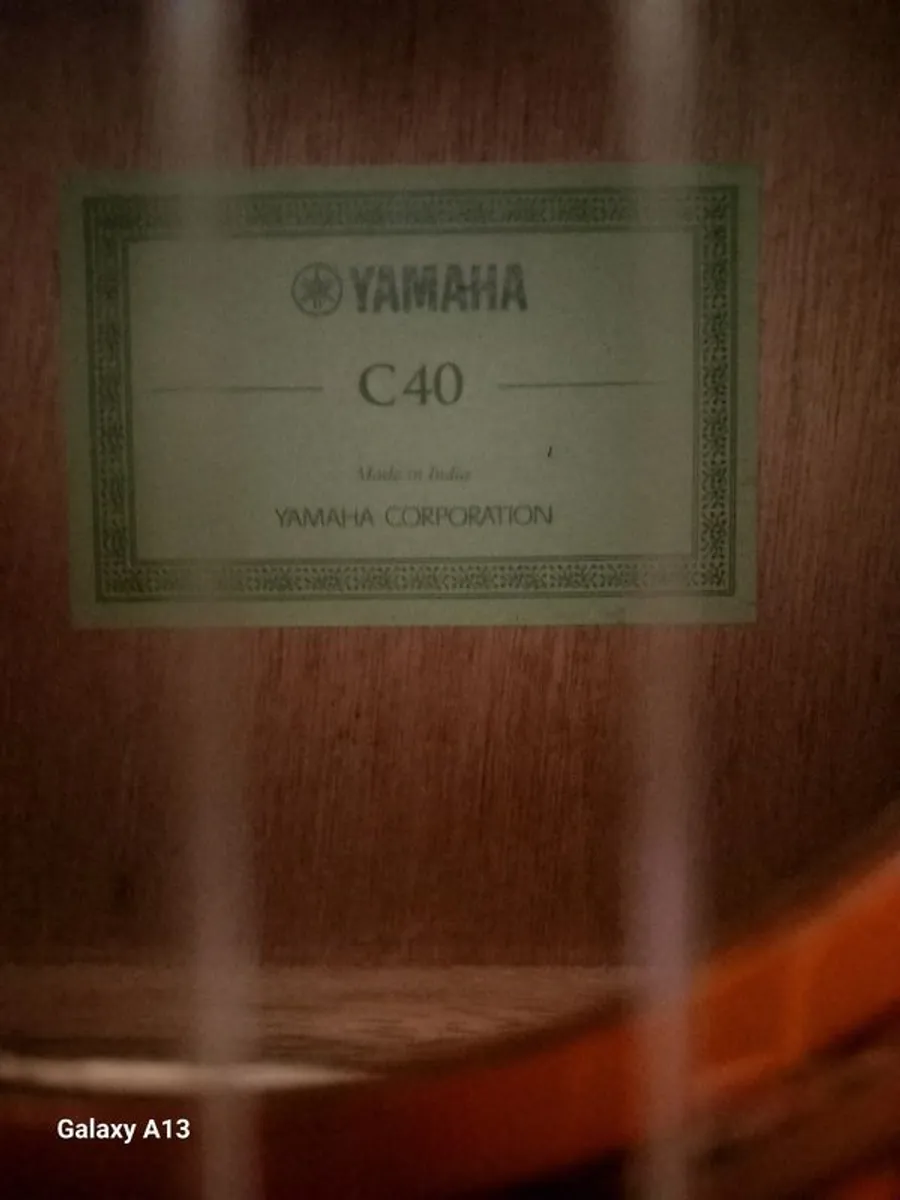 YAMAHA
C40
Made in India
YAMAHA CORPORATION
Galaxy A13